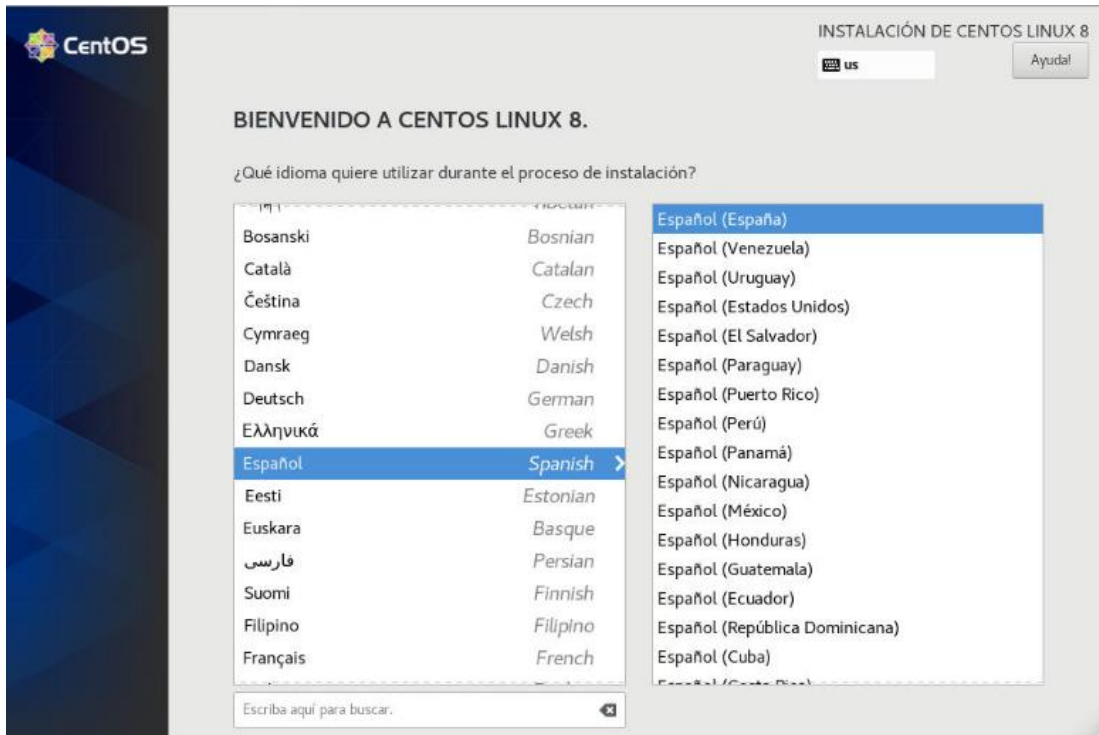 CentOS
INSTALACIÓN DE CENTOS LINUX 8
us
Ayuda!
BIENVENIDO A CENTOS LINUX 8.
¿Qué idioma quiere utilizar durante el proceso de instalación?
Bosanski Bosnian
Català Catalan
Čeština Czech
Cymraeg Welsh
Dansk Danish
Deutsch German
Ελληνικά Greek
Español Spanish
Eesti Estonian
Euskara Basque
فارسی Persian
Suomi Finnish
Filipino Filipino
Français French
Escriba aquí para buscar.
Español (España)
Español (Venezuela)
Español (Uruguay)
Español (Estados Unidos)
Español (El Salvador)
Español (Paraguay)
Español (Puerto Rico)
Español (Perú)
Español (Panamá)
Español (Nicaragua)
Español (México)
Español (Honduras)
Español (Guatemala)
Español (Ecuador)
Español (República Dominicana)
Español (Cuba)